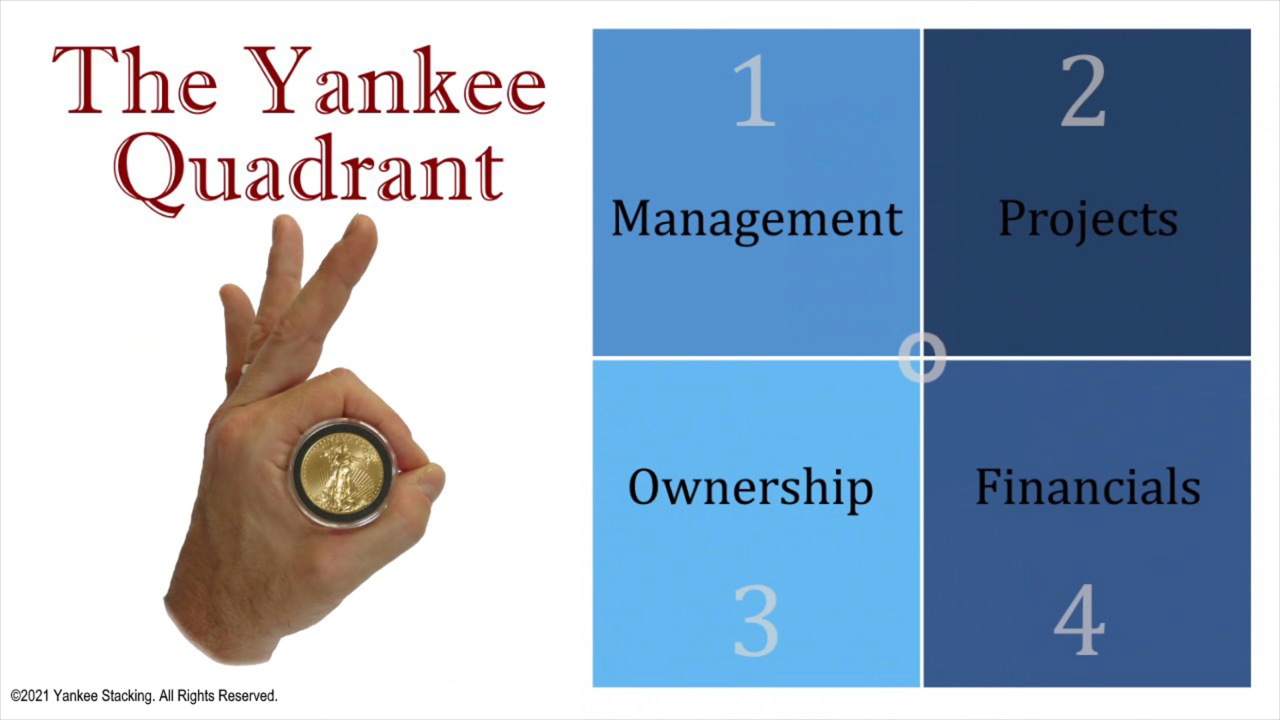 The Yankee
Quadrant
1
2
Management
Projects
Ownership
Financials
3
4
©2021 Yankee Stacking. All Rights Reserved.